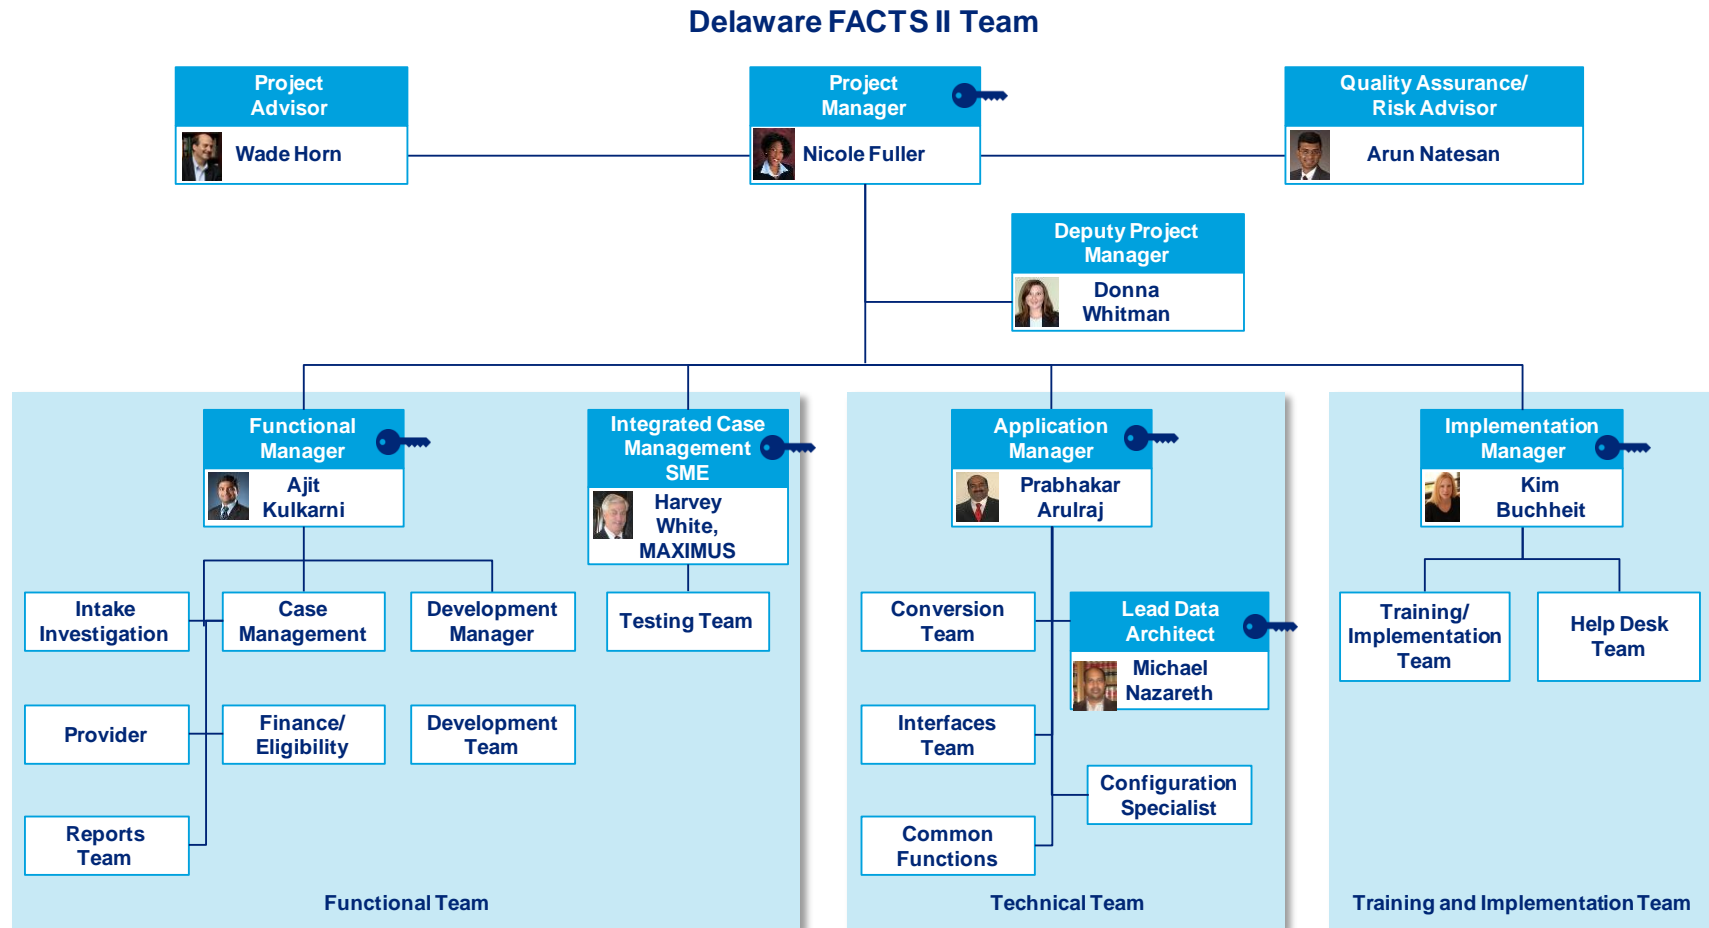 Delaware FACTS II Team
Project
Advisor
Wade Horn
Project
Manager
Nicole Fuller
Quality Assurance/
Risk Advisor
Arun Natesan
Deputy Project
Manager
Donna
Whitman
Functional
Manager
Ajit
Kulkarni
Integrated Case
Management
SME
Harvey
White,
MAXIMUS
Application
Manager
Prabhakar
Arulraj
Implementation
Manager
Kim
Buchheit
Intake
Investigation
Case
Management
Development
Manager
Testing Team
Provider
Finance/
Eligibility
Development
Team
Reports
Team
Functional Team
Conversion
Team
Lead Data
Architect
Michael
Nazareth
Interfaces
Team
Configuration
Specialist
Common
Functions
Technical Team
Training/
Implementation
Team
Help Desk
Team
Training and Implementation Team